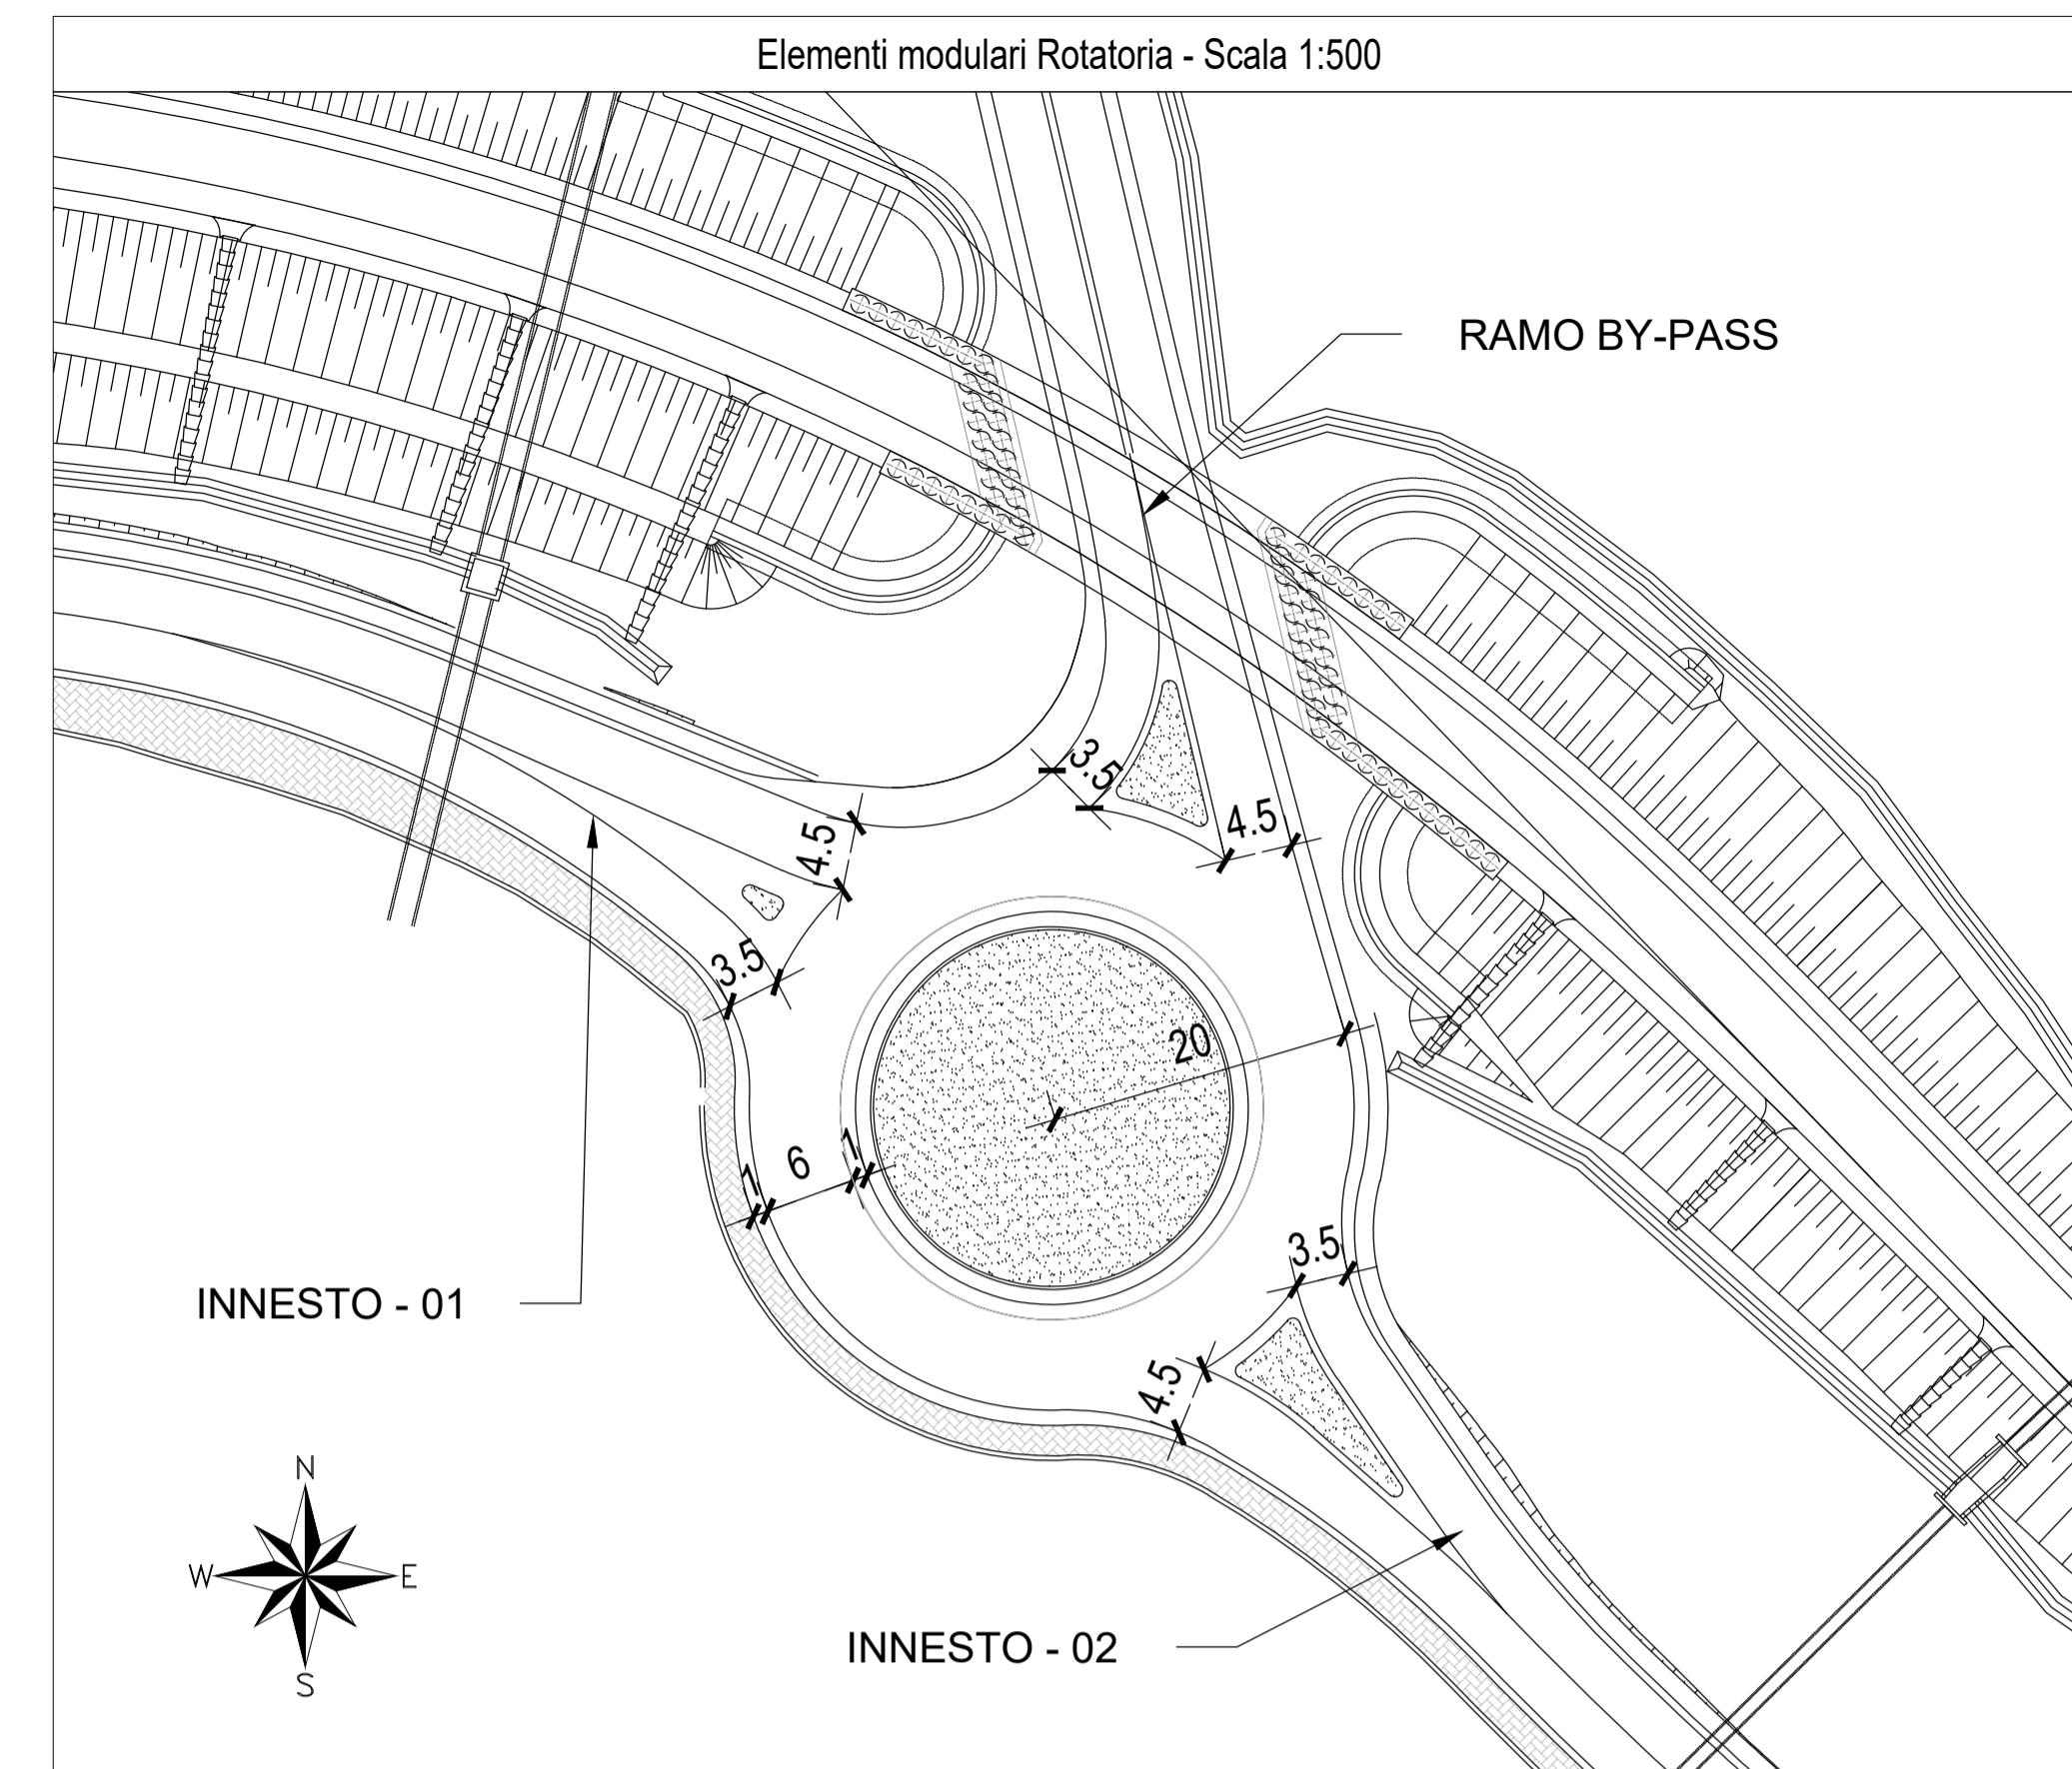 Elementi modulari Rotatoria - Scala 1:500
RAMO BY-PASS
3.5
4.5
4.5
3.5
20
1
6
1
3.5
4.5
INNESTO - 01
INNESTO - 02
N
W
E
S